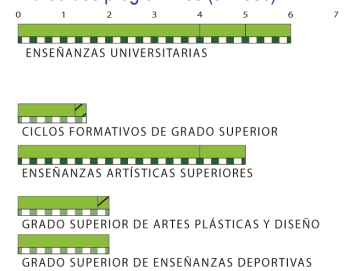 0 1 2 3 4 5 6 7
ENSEÑANZAS UNIVERSITARIAS
CICLOS FORMATIVOS DE GRADO SUPERIOR
ENSEÑANZAS ARTÍSTICAS SUPERIORES
GRADO SUPERIOR DE ARTES PLÁSTICAS Y DISEÑO
GRADO SUPERIOR DE ENSEÑANZAS DEPORTIVAS